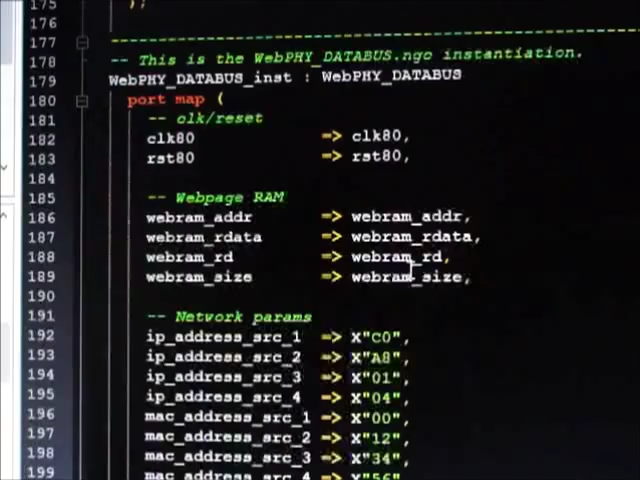 175 );
176
177 --------------------------------------------------
178 -- This is the WebPHY_DATABUS.ngo instantiation.
179 WebPHY_DATABUS_inst : WebPHY_DATABUS
180 port map (
181 -- clk/reset
182 clk80 => clk80,
183 rst80 => rst80,
184
185 -- Webpage RAM
186 webram_addr => webram_addr,
187 webram_rdata => webram_rdata,
188 webram_rd => webram_rd,
189 webram_size => webram_size,
190
191 -- Network params
192 ip_address_src_1 => X"C0",
193 ip_address_src_2 => X"A8",
194 ip_address_src_3 => X"01",
195 ip_address_src_4 => X"04",
196 mac_address_src_1 => X"00",
197 mac_address_src_2 => X"12",
198 mac_address_src_3 => X"34",
199 mac_address_src_4 => X"56",